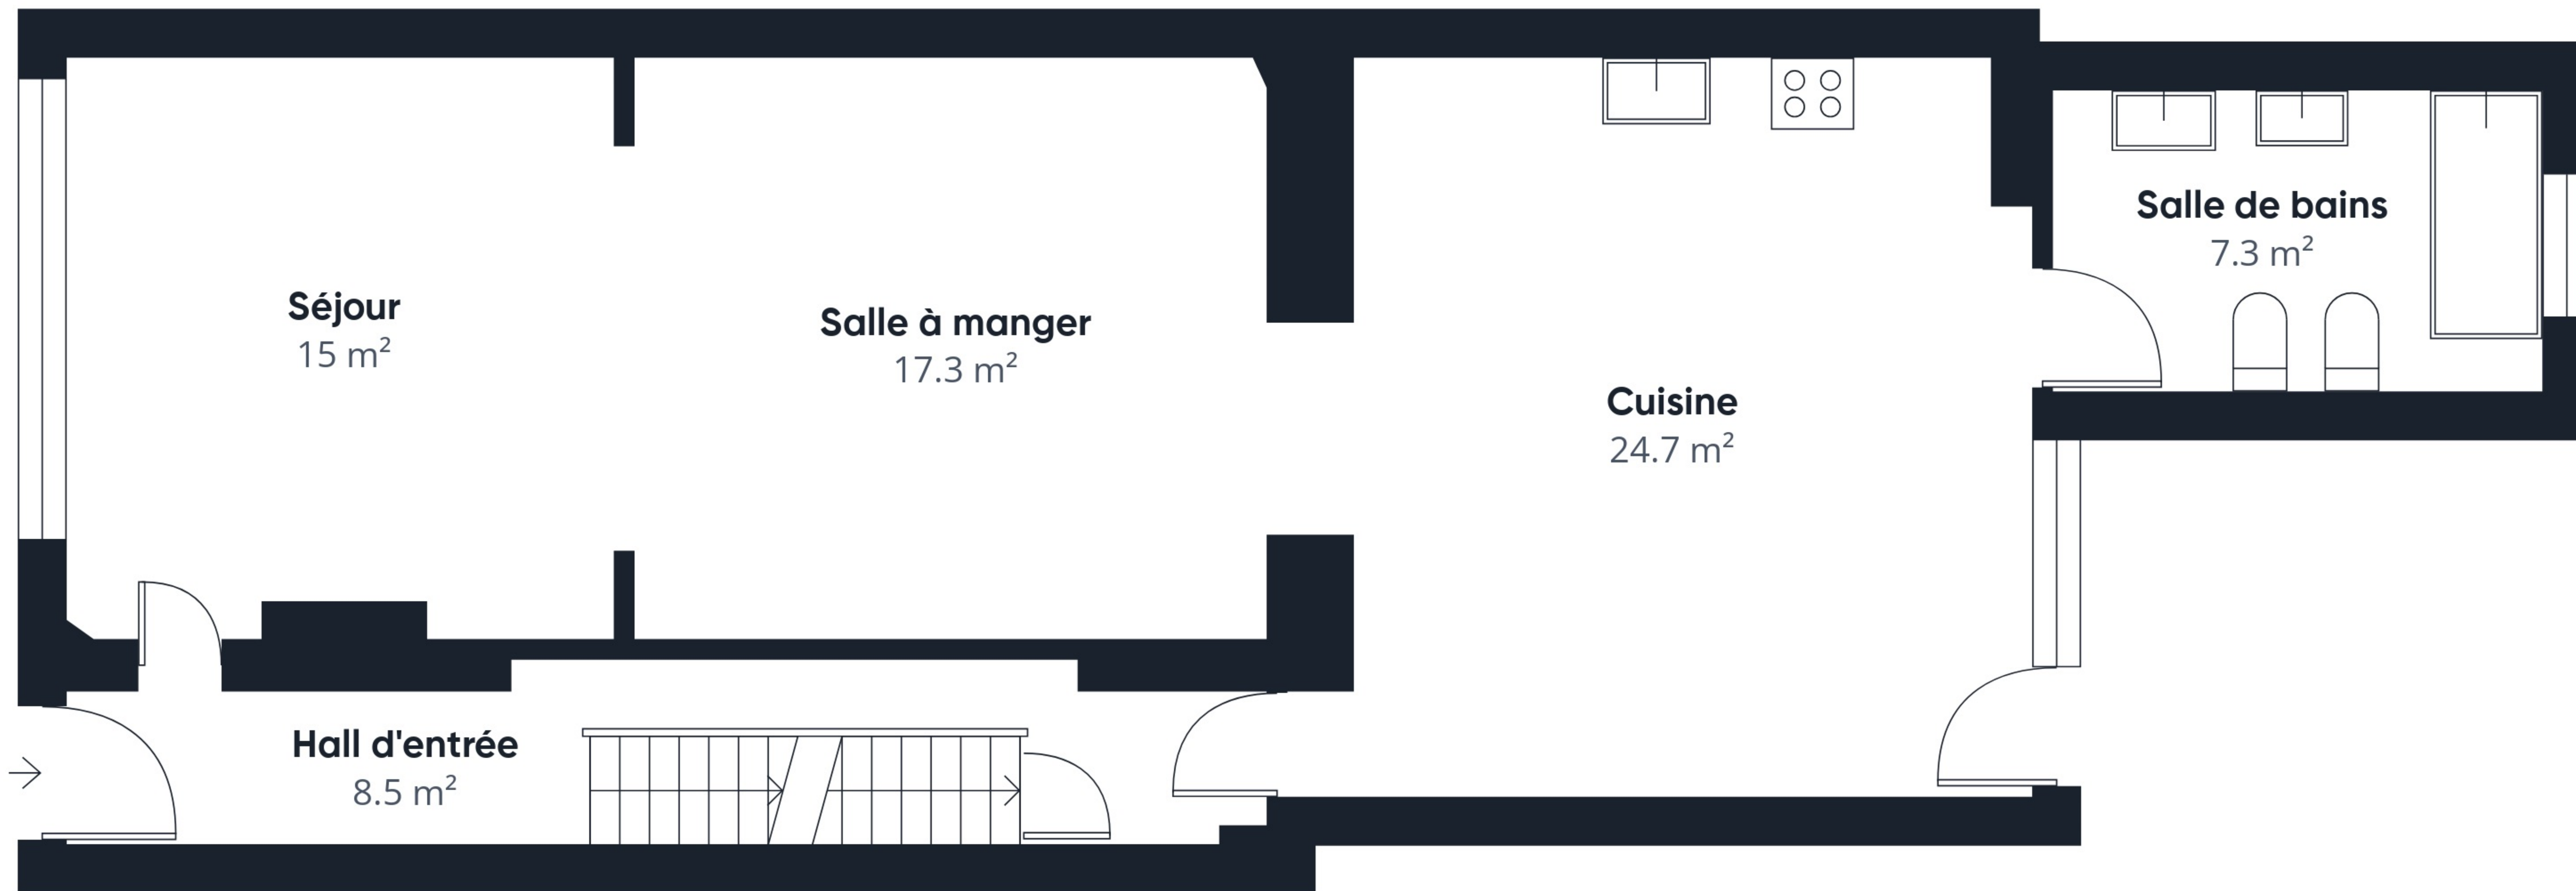 Séjour
15 m²
Salle à manger
17.3 m²
Cuisine
24.7 m²
Salle de bains
7.3 m²
Hall d'entrée
8.5 m²